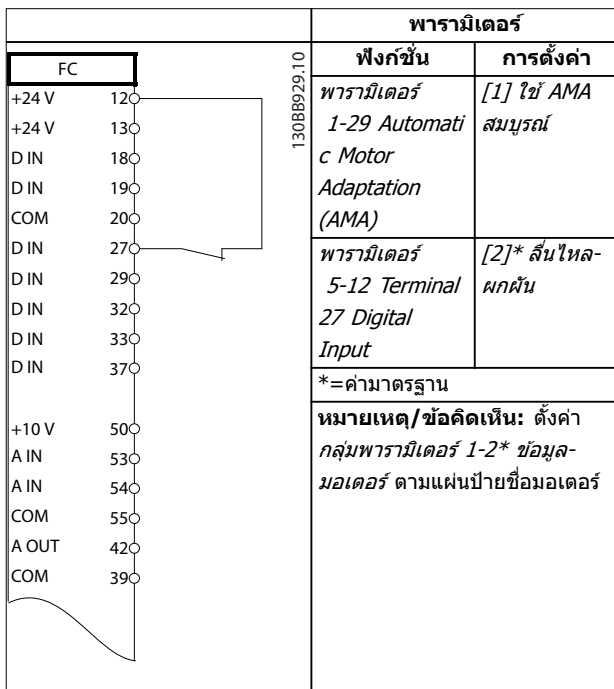 FC
+24 V 12
+24 V 13
D IN 18
D IN 19
COM 20
D IN 27
D IN 29
D IN 32
D IN 33
D IN 37
+10 V 50
A IN 53
A IN 54
COM 55
A OUT 42
COM 39
130BB929.10
พารามิเตอร์
ฟังก์ชั่น การตั้งค่า
พารามิเตอร์ [1] ใช้ AMA
1-29 Automati สมบูรณ์
c Motor
Adaptation
(AMA)
พารามิเตอร์ [2]* ลื่นไหล-
5-12 Terminal ผกผัน
27 Digital
Input
*=ค่ามาตรฐาน
หมายเหตุ/ข้อคิดเห็น: ตั้งค่า
กลุ่มพารามิเตอร์ 1-2* ข้อมูล-
มอเตอร์ ตามแผ่นป้ายชื่อมอเตอร์